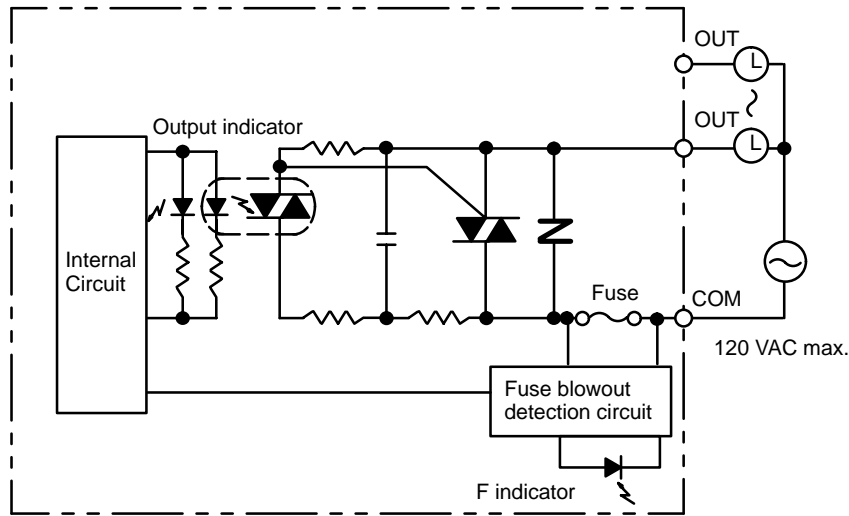 OUT
L
Output indicator
OUT
L
Internal
Circuit
Fuse
COM
120 VAC max.
Fuse blowout
detection circuit
F indicator